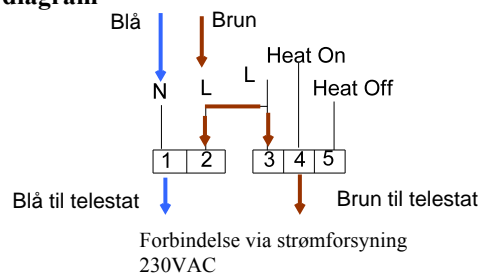 diagram
Blå Brun
Heat On
N L L Heat Off
1 2 3 4 5
Blå til telestat Brun til telestat
Forbindelse via strømforsyning
230VAC